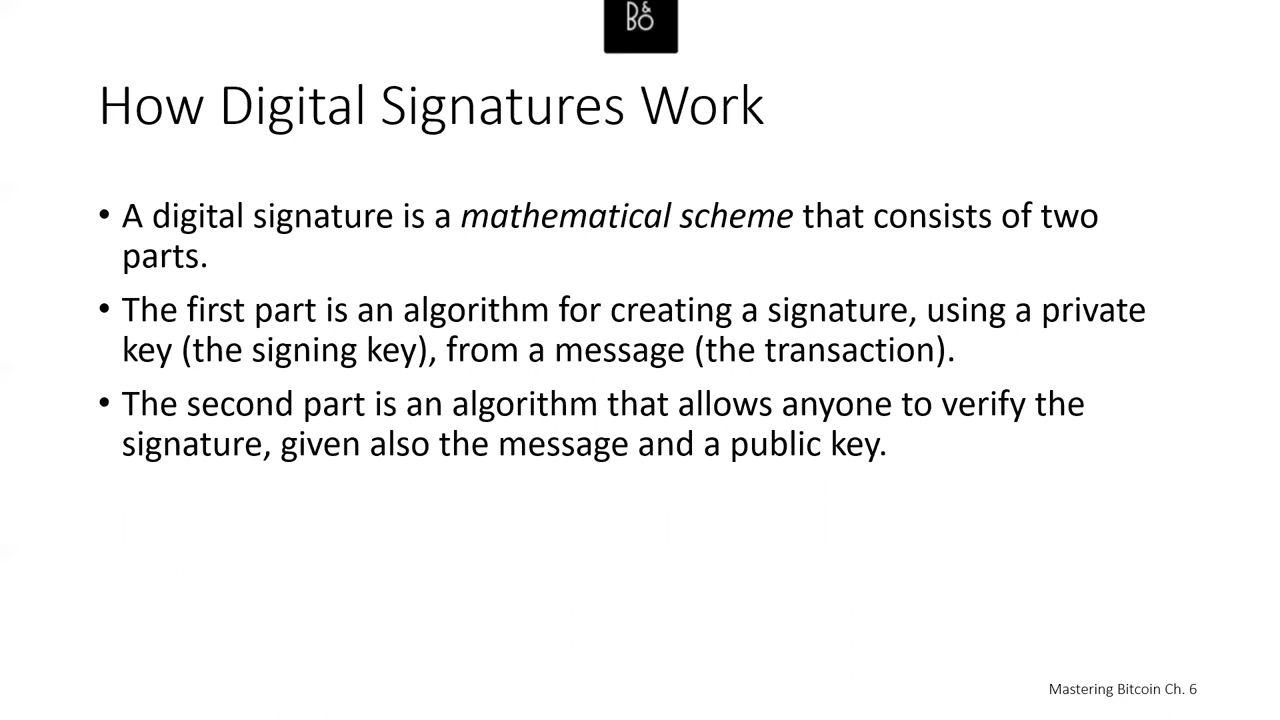 B&O
How Digital Signatures Work
• A digital signature is a mathematical scheme that consists of two
parts.
• The first part is an algorithm for creating a signature, using a private
key (the signing key), from a message (the transaction).
• The second part is an algorithm that allows anyone to verify the
signature, given also the message and a public key.
Mastering Bitcoin Ch. 6